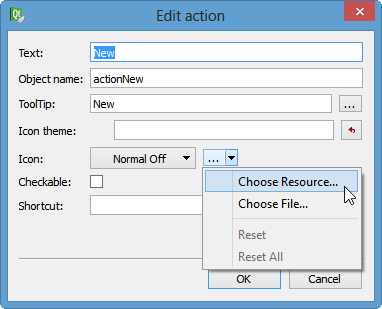 Edit action
Text: New
Object name: actionNew
ToolTip: New ...
Icon theme:
Icon: Normal Off ...
Choose Resource...
Checkable:
Choose File...
Shortcut:
Reset
Reset All
OK Cancel